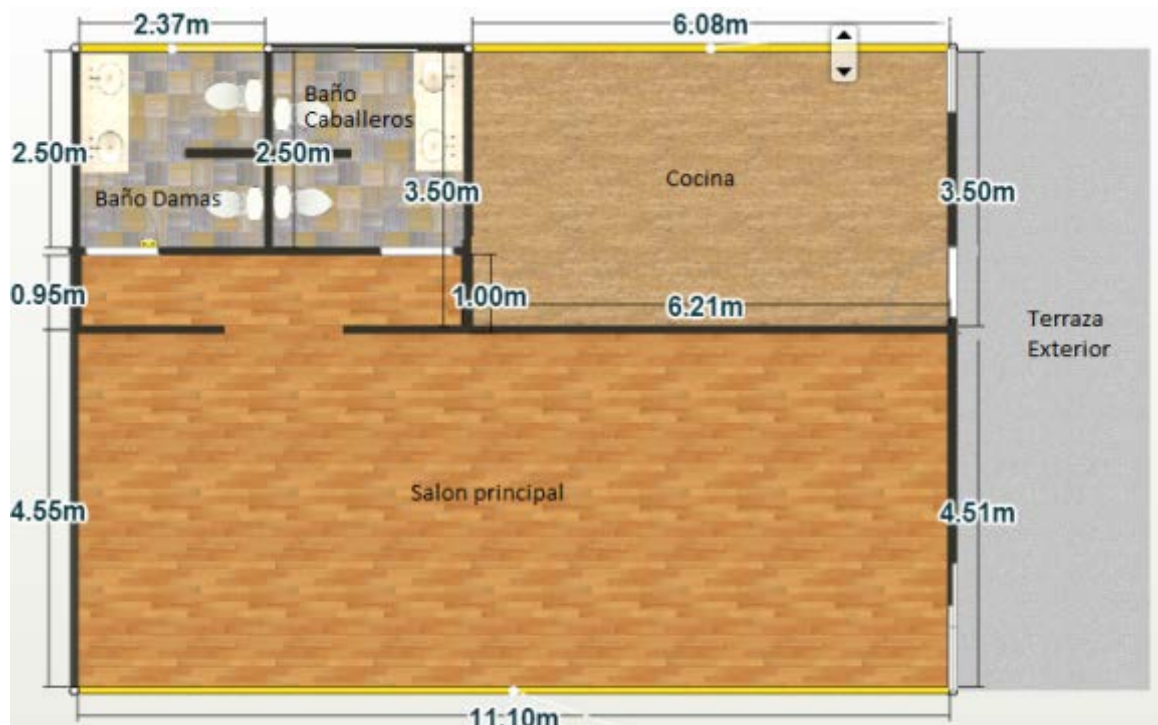 2.37m
6.08m
Baño
Caballeros
2.50m
2.50m
Cocina
Baño Damas
3.50m
3.50m
0.95m
1.00m
6.21m
Terraza
Exterior
Salon principal
4.55m
4.51m
11:10m